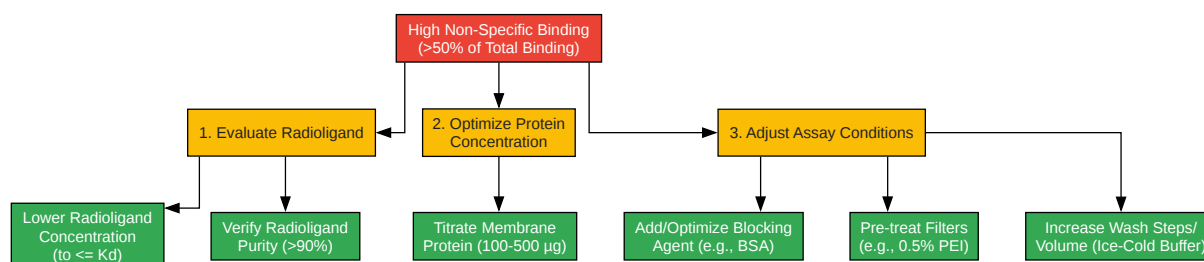 High Non-Specific Binding
(>50% of Total Binding)
1. Evaluate Radioligand
2. Optimize Protein
Concentration
3. Adjust Assay Conditions
Lower Radioligand
Concentration
(to <= Kd)
Verify Radioligand
Purity (>90%)
Titrate Membrane
Protein (100-500 µg)
Add/Optimize Blocking
Agent (e.g., BSA)
Pre-treat Filters
(e.g., 0.5% PEI)
Increase Wash Steps/
Volume (Ice-Cold Buffer)